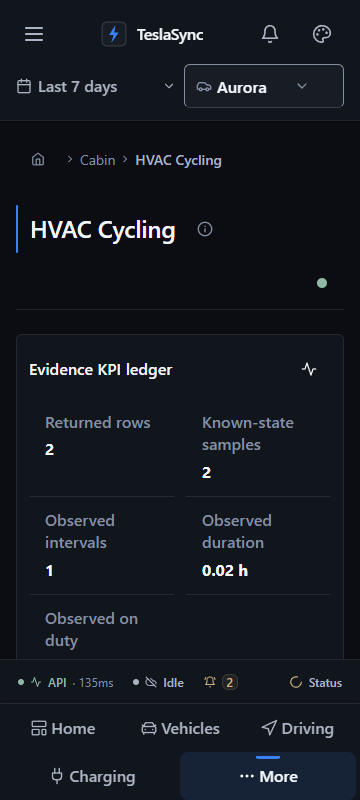 TeslaSync
Last 7 days
Aurora
Cabin
HVAC Cycling
HVAC Cycling
Evidence KPI ledger
Returned rows
2
Known-state
samples
2
Observed
intervals
1
Observed
duration
0.02 h
Observed on
duty
API · 135ms
Idle
2
Status
Home
Vehicles
Driving
Charging
More